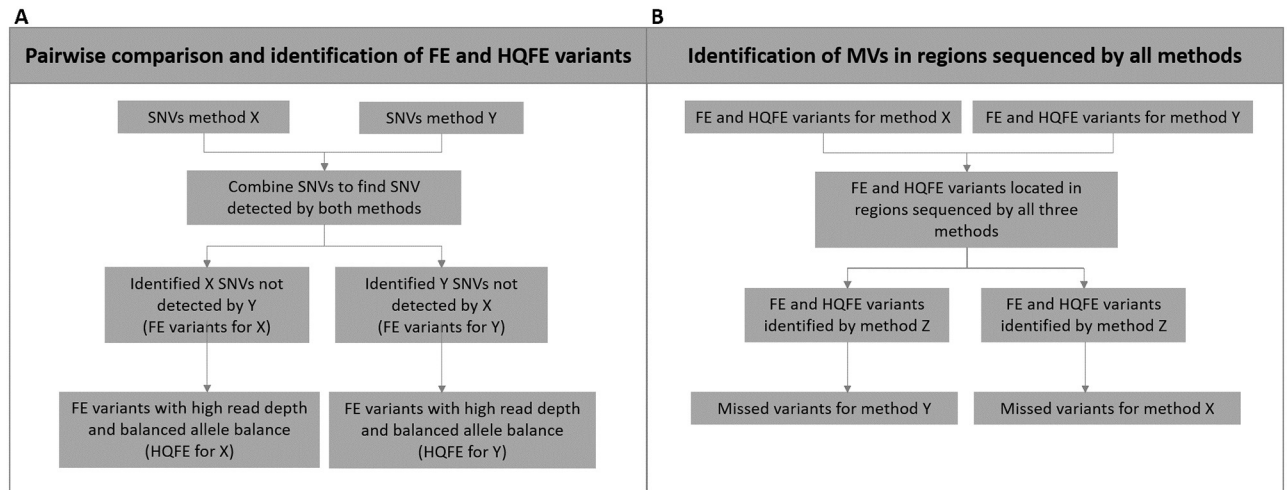 A
Pairwise comparison and identification of FE and HQFE variants
SNVs method X
SNVs method Y
Combine SNVs to find SNV
detected by both methods
Identified X SNVs not
detected by Y
(FE variants for X)
Identified Y SNVs not
detected by X
(FE variants for Y)
FE variants with high read depth
and balanced allele balance
(HQFE for X)
FE variants with high read depth
and balanced allele balance
(HQFE for Y)
B
Identification of MVs in regions sequenced by all methods
FE and HQFE variants for method X
FE and HQFE variants for method Y
FE and HQFE variants located in
regions sequenced by all three
methods
FE and HQFE variants
identified by method Z
FE and HQFE variants
identified by method Z
Missed variants for method Y
Missed variants for method X